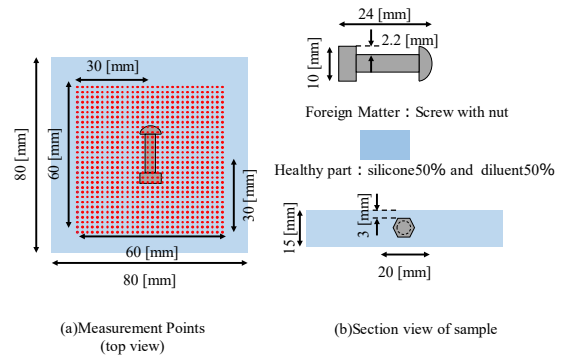 30 [mm]
80 [mm]
60 [mm]
30 [mm]
60 [mm]
80 [mm]
(a)Measurement Points
(top view)
24 [mm]
2.2 [mm]
10 [mm]
Foreign Matter：Screw with nut
Healthy part：silicone50% and diluent50%
3 [mm]
15 [mm]
20 [mm]
(b)Section view of sample